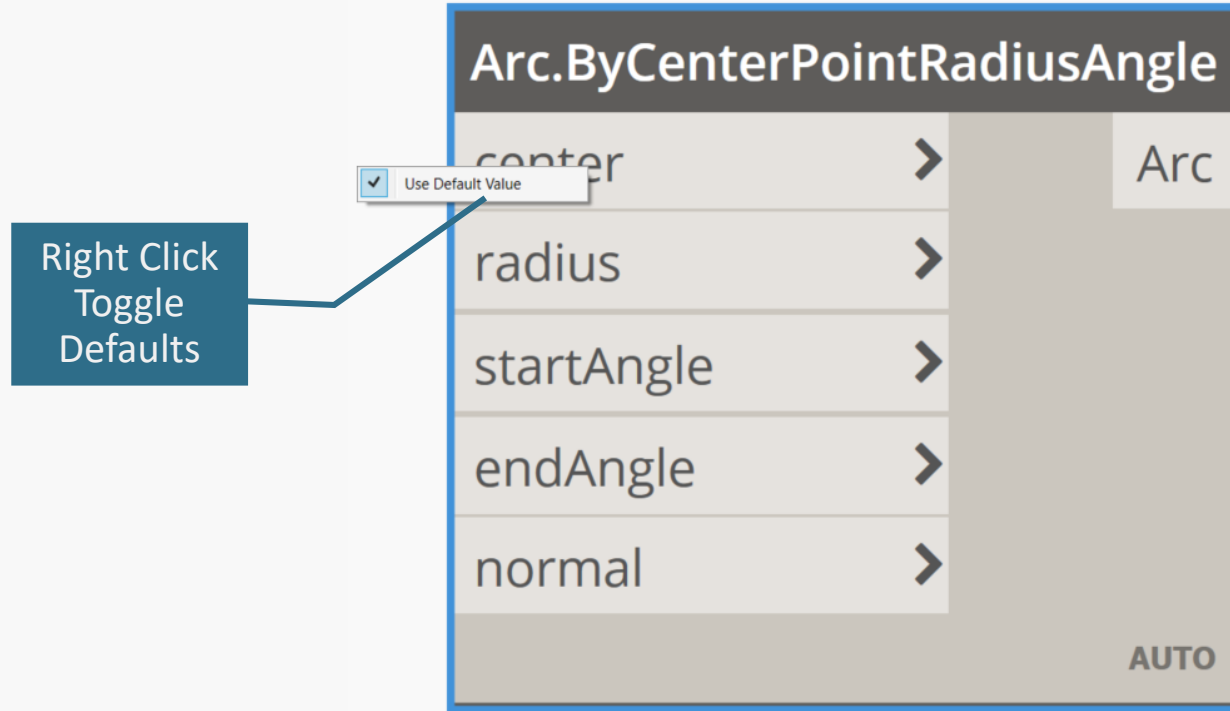 Arc.ByCenterPointRadiusAngle
center
Arc
Use Default Value
Right Click
Toggle
Defaults
radius
startAngle
endAngle
normal
AUTO